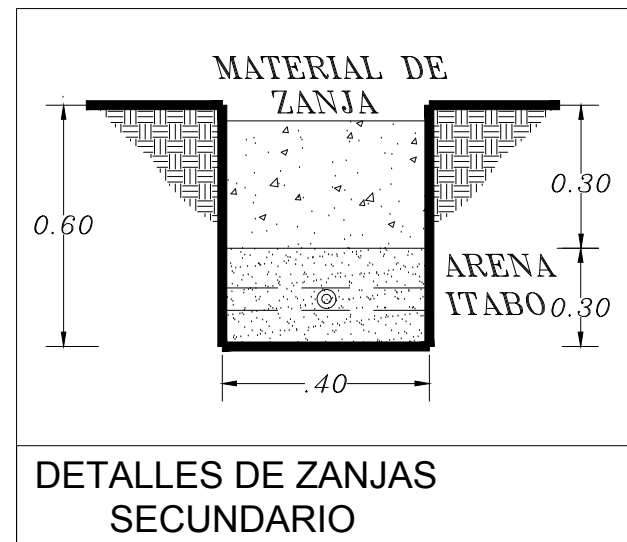 MATERIAL DE
ZANJA
0.60
0.30
ARENA
ITABO
0.30
.40
DETALLES DE ZANJAS
SECUNDARIO